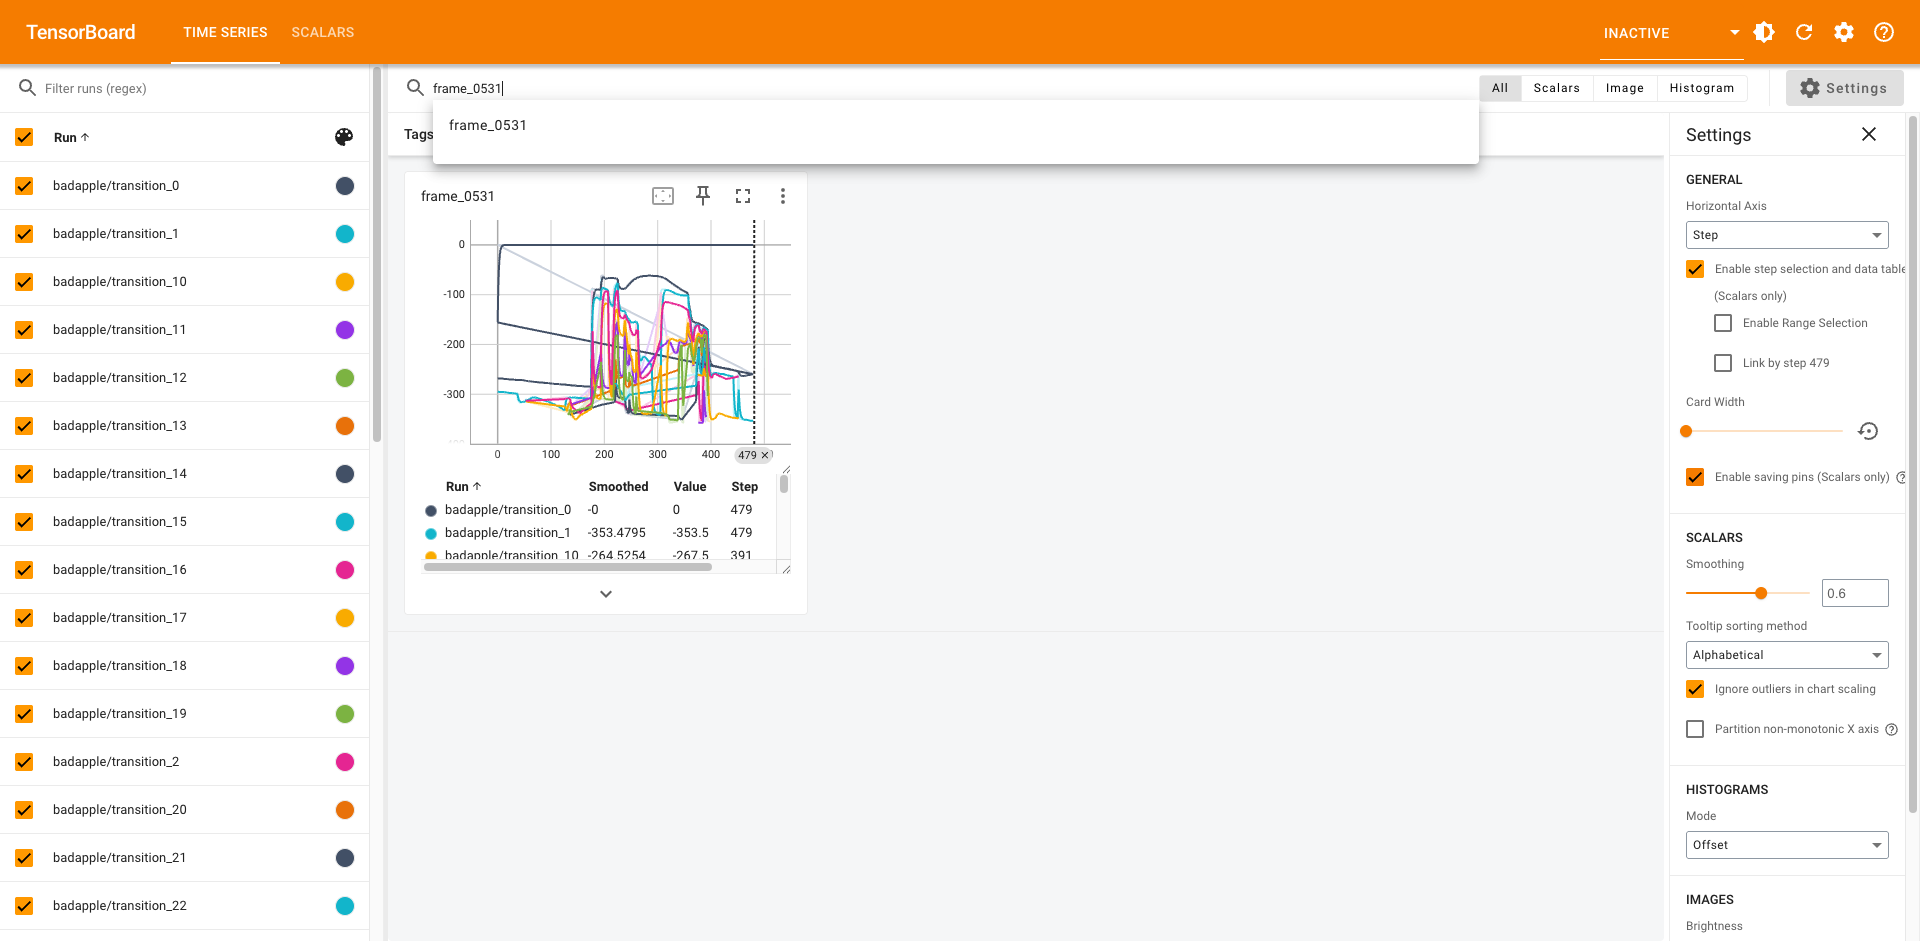 TensorBoard
TIME SERIES
SCALARS
INACTIVE
Filter runs (regex)
Run
badapple/transition_0
badapple/transition_1
badapple/transition_10
badapple/transition_11
badapple/transition_12
badapple/transition_13
badapple/transition_14
badapple/transition_15
badapple/transition_16
badapple/transition_17
badapple/transition_18
badapple/transition_19
badapple/transition_2
badapple/transition_20
badapple/transition_21
badapple/transition_22
frame_0531
frame_0531
All
Scalars
Image
Histogram
Settings
Tags
frame_0531
0
-100
-200
-300
0
100
200
300
400
479
Run Smoothed Value Step
badapple/transition_0 -0 0 479
badapple/transition_1 -353.4795 -353.5 479
badapple/transition_10 -264.5254 -267.5 391
Settings
GENERAL
Horizontal Axis
Step
Enable step selection and data table
(Scalars only)
Enable Range Selection
Link by step 479
Card Width
Enable saving pins (Scalars only)
SCALARS
Smoothing
0.6
Tooltip sorting method
Alphabetical
Ignore outliers in chart scaling
Partition non-monotonic X axis
HISTOGRAMS
Mode
Offset
IMAGES
Brightness